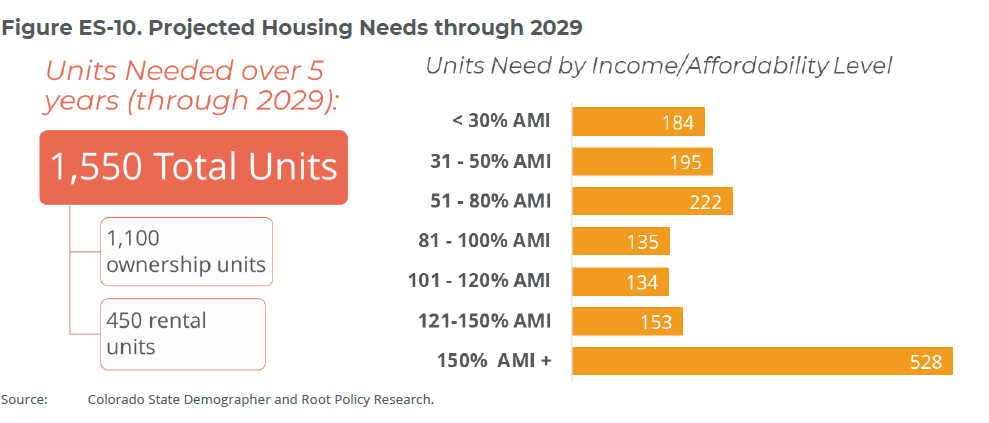 Figure ES-10. Projected Housing Needs through 2029
Units Needed over 5
years (through 2029):
1,550 Total Units
1,100
ownership units
450 rental
units
Units Need by Income/Affordability Level
< 30% AMI 184
31 - 50% AMI 195
51 - 80% AMI 222
81 - 100% AMI 135
101 - 120% AMI 134
121-150% AMI 153
150% AMI + 528
Source: Colorado State Demographer and Root Policy Research.